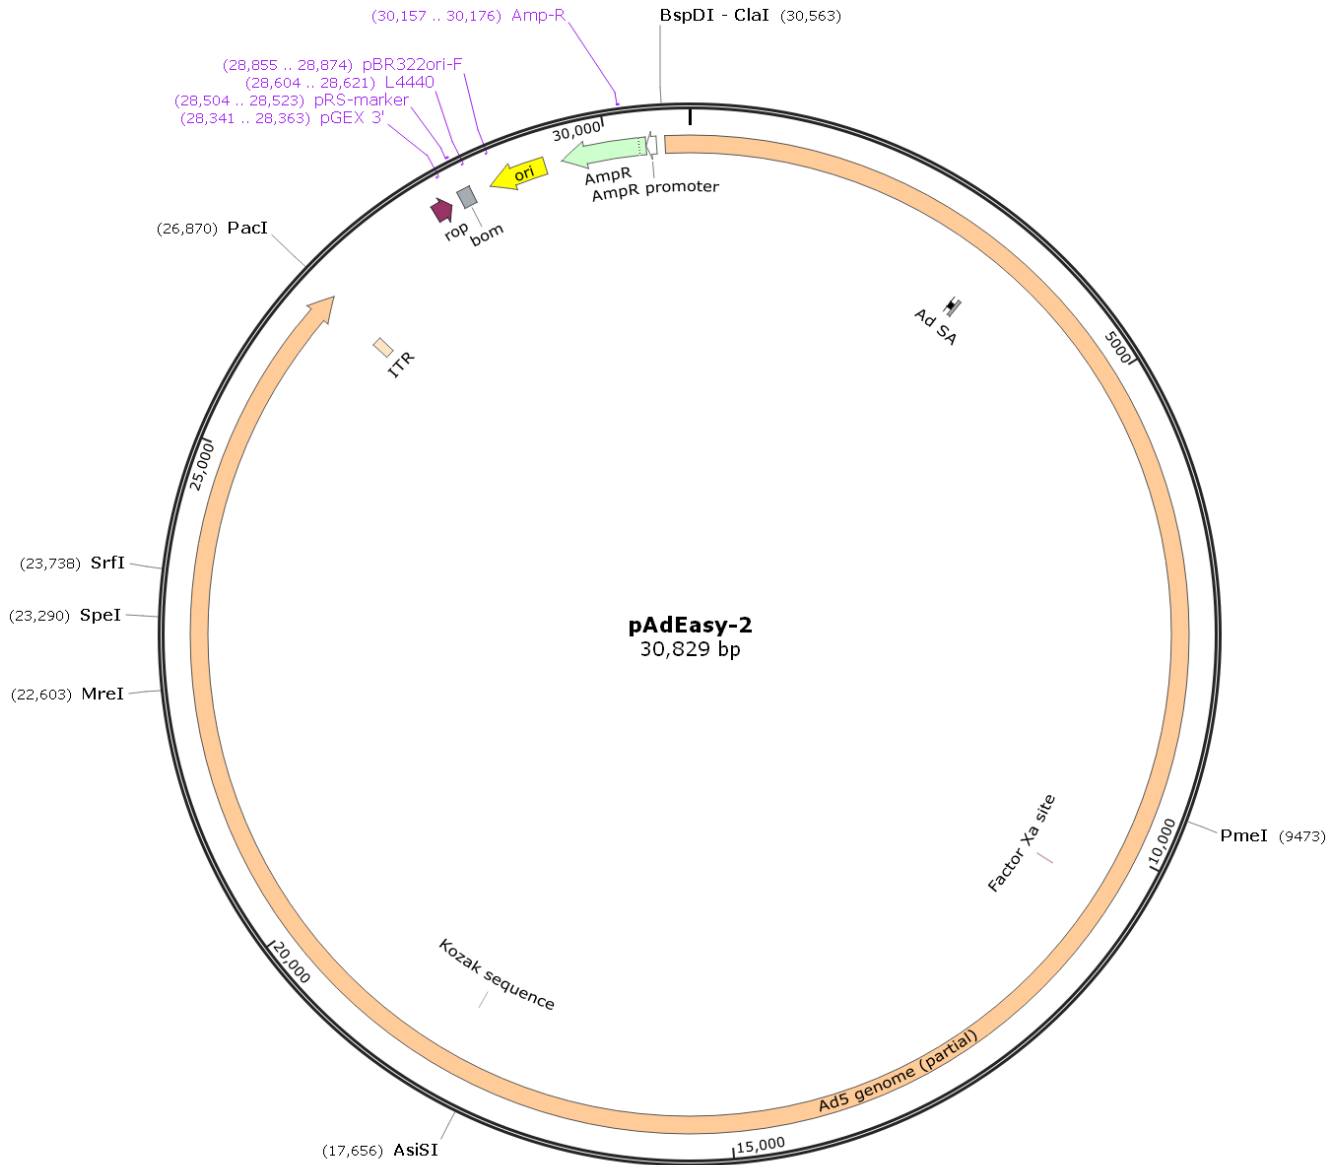 (30,157 .. 30,176) Amp-R
BspDI - ClaI (30,563)
(28,855 .. 28,874) pBR322ori-F
(28,604 .. 28,621) L4440
(28,504 .. 28,523) pRS-marker
(28,341 .. 28,363) pGEX 3'
30,000
ori
AmpR
AmpR promoter
rop
bom
(26,870) PacI
Ad SA
5000
ITR
25,000
(23,738) SrfI
(23,290) SpeI
pAdEasy-2
30,829 bp
(22,603) MreI
Factor Xa site
10,000
PmeI (9473)
Kozak sequence
20,000
Ad5 genome (partial)
15,000
(17,656) AsiSI